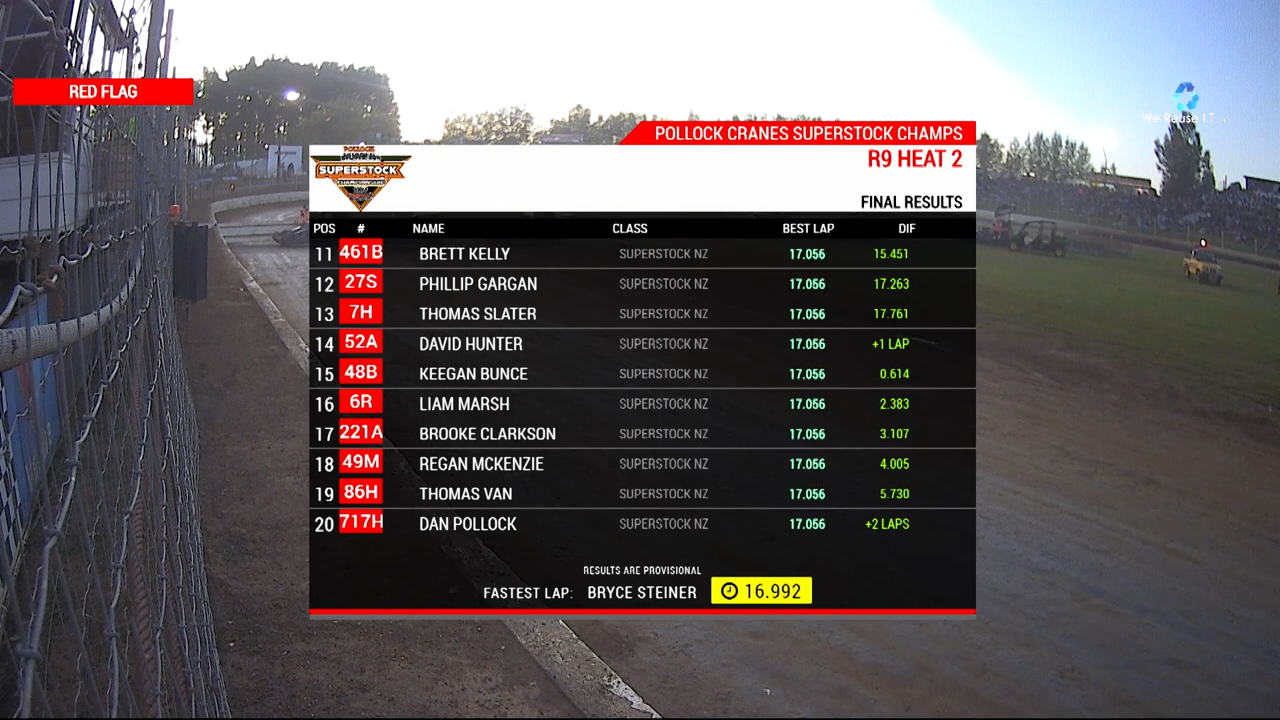 RED FLAG
We Reuse I.T.
POLLOCK CRANES SUPERSTOCK CHAMPS
R9 HEAT 2
POLLOCK
SUPERSTOCK
FINAL RESULTS
POS # NAME CLASS BEST LAP DIF
11 461B BRETT KELLY SUPERSTOCK NZ 17.056 15.451
12 27S PHILLIP GARGAN SUPERSTOCK NZ 17.056 17.263
13 7H THOMAS SLATER SUPERSTOCK NZ 17.056 17.761
14 52A DAVID HUNTER SUPERSTOCK NZ 17.056 +1 LAP
15 48B KEEGAN BUNCE SUPERSTOCK NZ 17.056 0.614
16 6R LIAM MARSH SUPERSTOCK NZ 17.056 2.383
17 221A BROOKE CLARKSON SUPERSTOCK NZ 17.056 3.107
18 49M REGAN MCKENZIE SUPERSTOCK NZ 17.056 4.005
19 86H THOMAS VAN SUPERSTOCK NZ 17.056 5.730
20 717H DAN POLLOCK SUPERSTOCK NZ 17.056 +2 LAPS
RESULTS ARE PROVISIONAL
FASTEST LAP: BRYCE STEINER 16.992